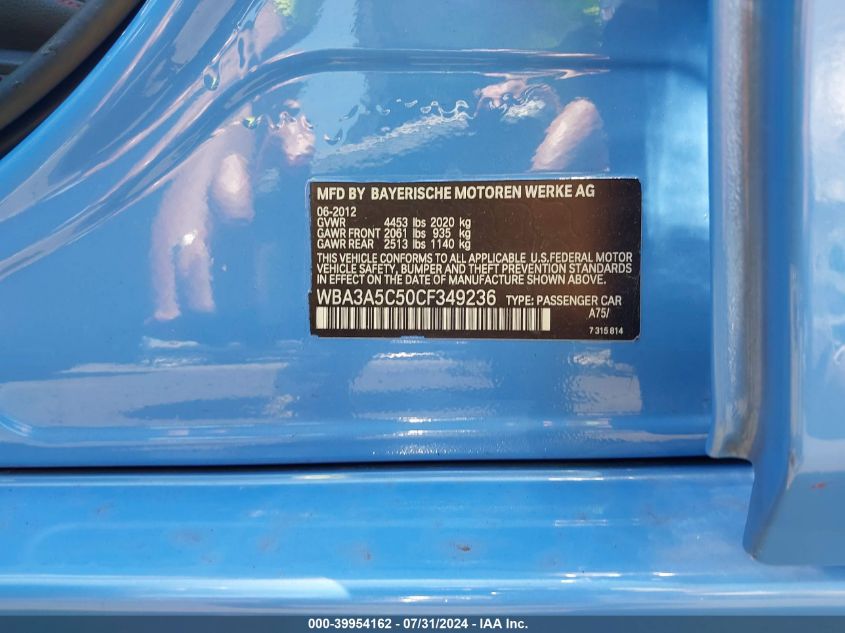 MFD BY BAYERISCHE MOTOREN WERKE AG
06-2012
GVWR 4453 lbs 2020 kg
GAWR FRONT 2061 lbs 935 kg
GAWR REAR 2513 lbs 1140 kg
THIS VEHICLE CONFORMS TO ALL APPLICABLE U.S.FEDERAL MOTOR
VEHICLE SAFETY, BUMPER AND THEFT PREVENTION STANDARDS
IN EFFECT ON THE DATE OF MANUFACTURE SHOWN ABOVE.
WBA3A5C50CF349236 TYPE: PASSENGER CAR
A75/
7 315 814
000-39954162 - 07/31/2024 - IAA Inc.